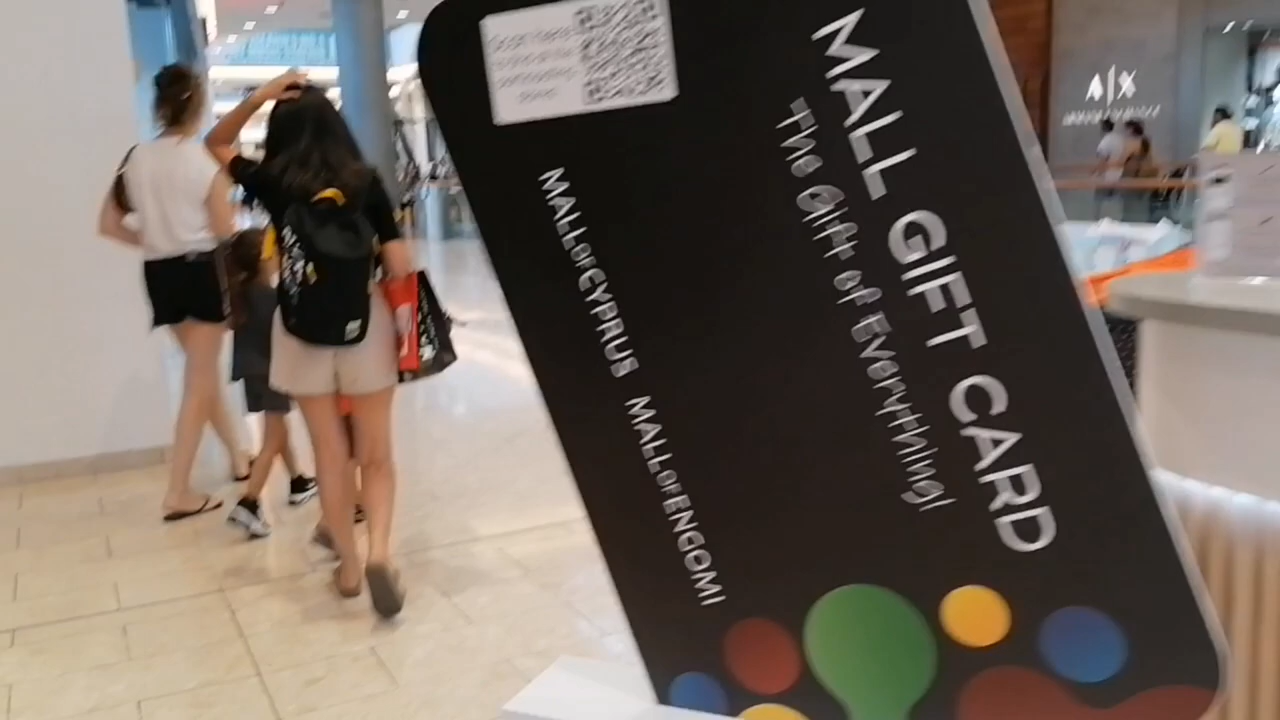 MALL GIFT CARD
The Gift of Everything!
MALLOFCYPRUS MALLOFENGOMI
A|X